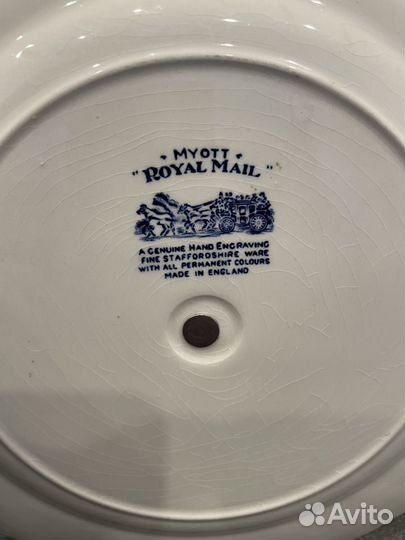 • MYOTT •
"ROYAL MAIL"
A GENUINE HAND ENGRAVING
FINE STAFFORDSHIRE WARE
WITH ALL PERMANENT COLOURS
MADE IN ENGLAND
Avito